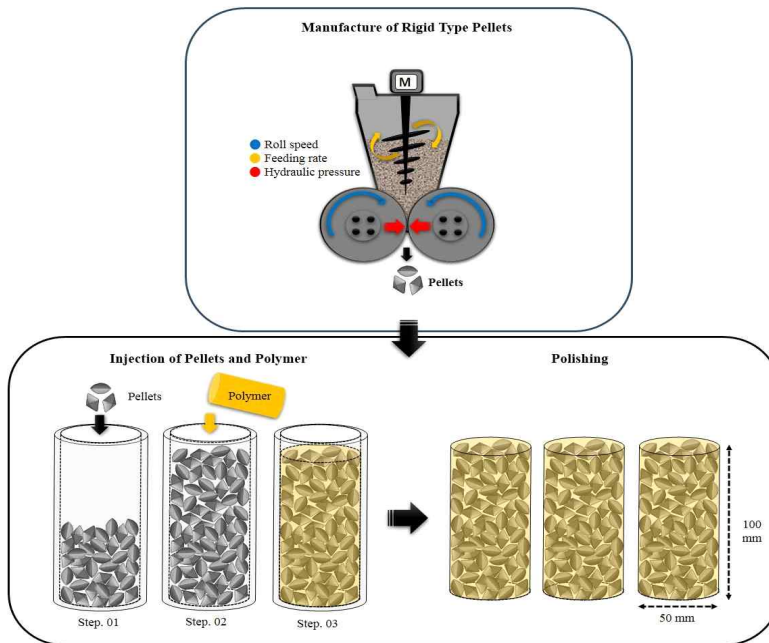 Manufacture of Rigid Type Pellets
M
Roll speed
Feeding rate
Hydraulic pressure
Pellets
Injection of Pellets and Polymer
Polishing
Pellets
Polymer
100
mm
Step. 01
Step. 02
Step. 03
50 mm